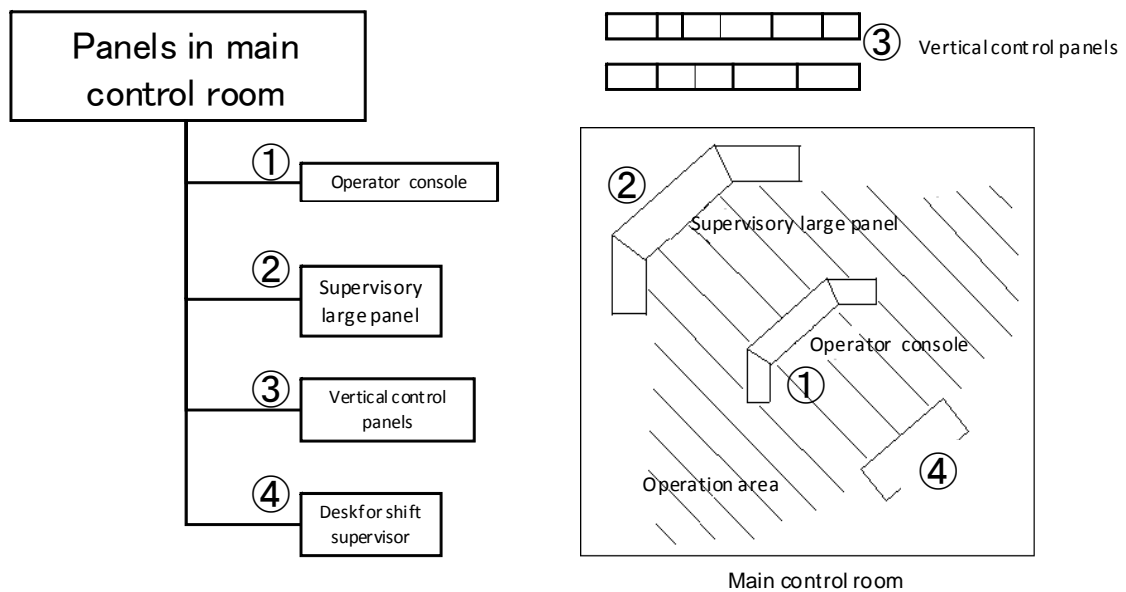 Panels in main
control room
① Operator console
② Supervisory
large panel
③ Vertical control
panels
④ Desk for shift
supervisor
③ Vertical control panels
②
Supervisory large panel
Operator console
①
④
Operation area
Main control room